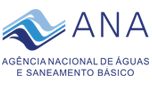 ANA
AGÊNCIA NACIONAL DE ÁGUAS
E SANEAMENTO BÁSICO